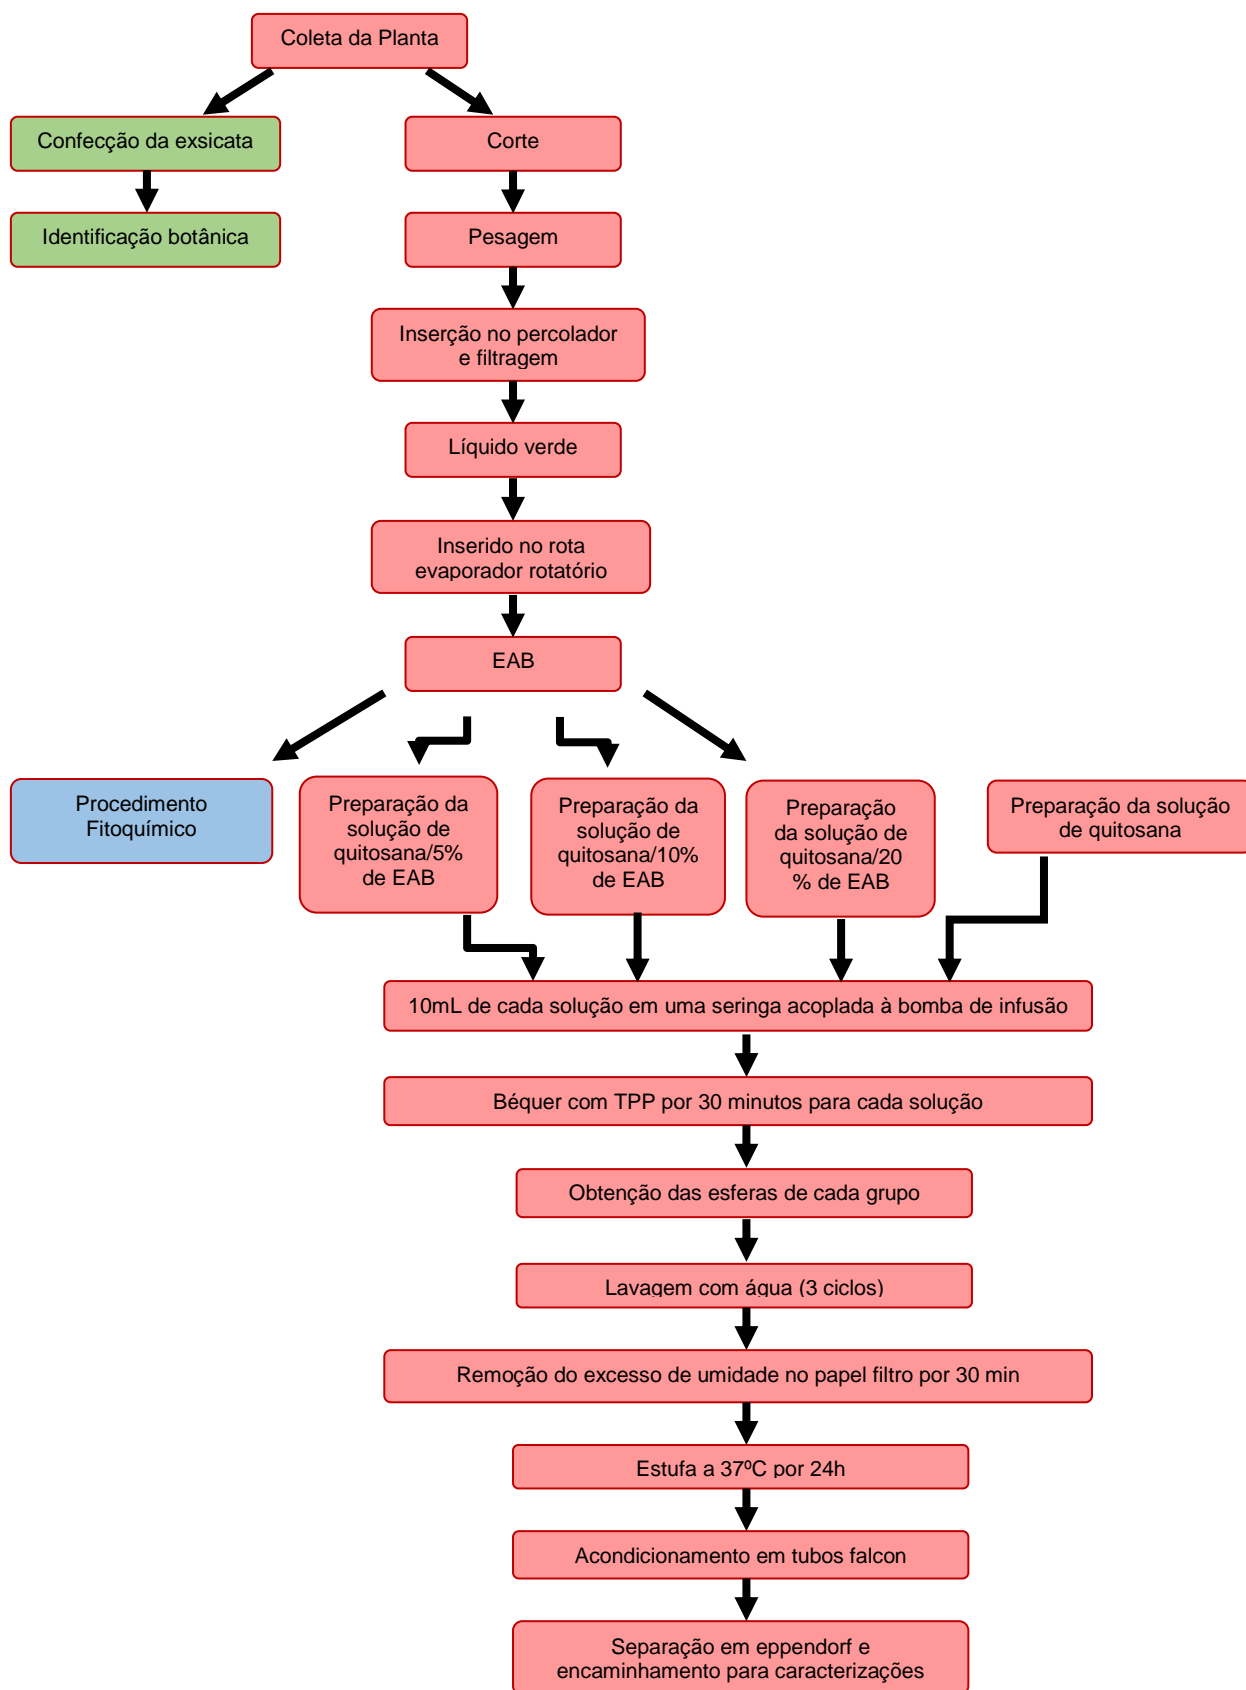 Coleta da Planta
Confecção da exsicata
Corte
Identificação botânica
Pesagem
Inserção no percolador
e filtragem
Líquido verde
Inserido no rota
evaporador rotatório
EAB
Procedimento
Fitoquímico
Preparação da
solução de
quitosana/5%
de EAB
Preparação da
solução de
quitosana/10%
de EAB
Preparação
da solução de
quitosana/20
% de EAB
Preparação da solução
de quitosana
10mL de cada solução em uma seringa acoplada à bomba de infusão
Béquer com TPP por 30 minutos para cada solução
Obtenção das esferas de cada grupo
Lavagem com água (3 ciclos)
Remoção do excesso de umidade no papel filtro por 30 min
Estufa a 37ºC por 24h
Acondicionamento em tubos falcon
Separação em eppendorf e
encaminhamento para caracterizações